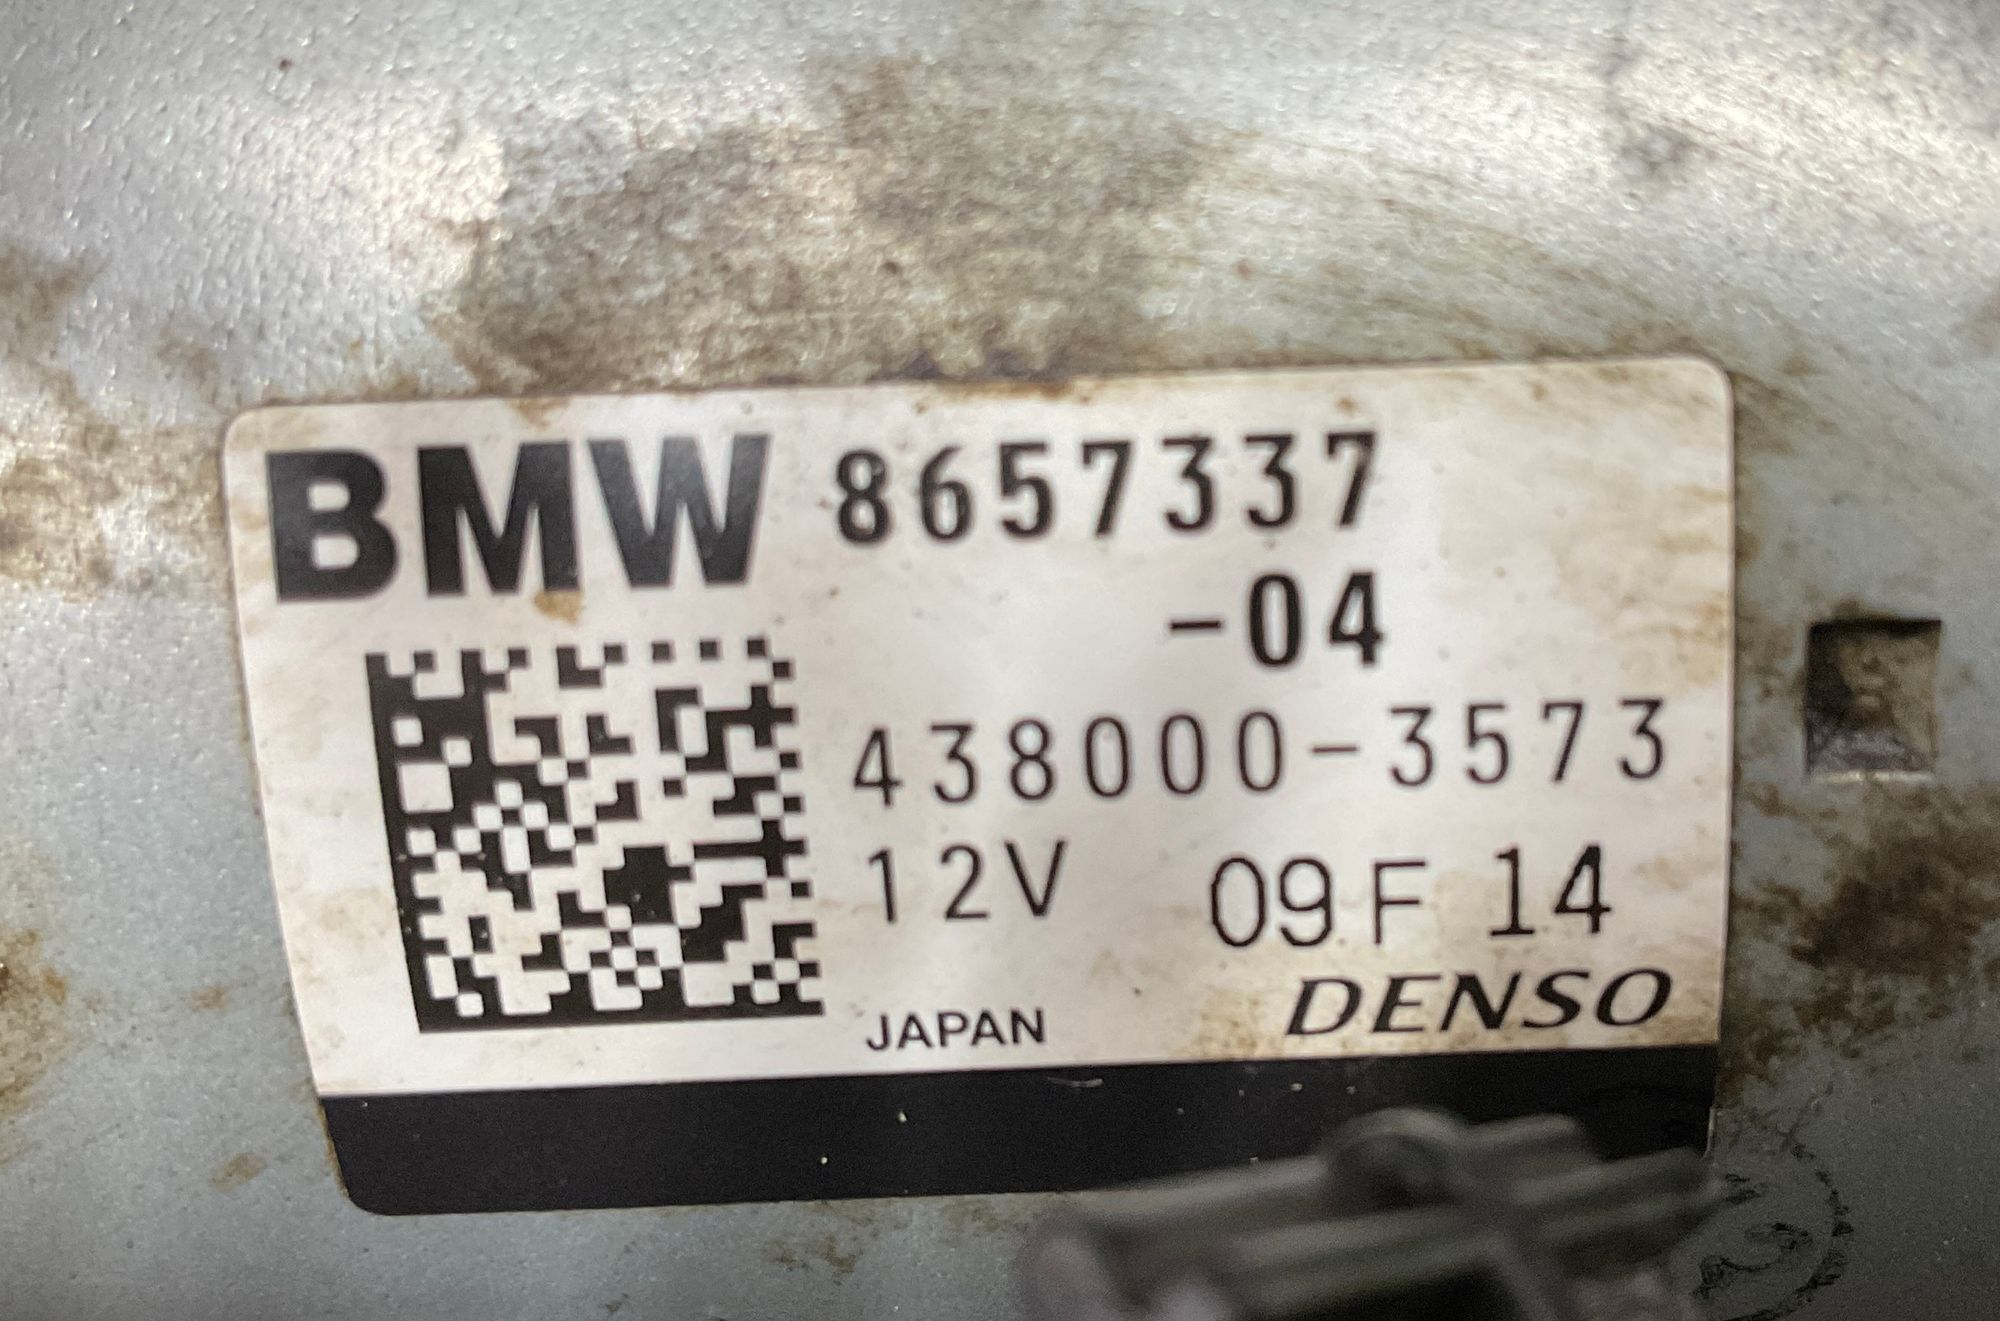 BMW 8657337
-04
438000-3573
12V 09F 14
JAPAN DENSO